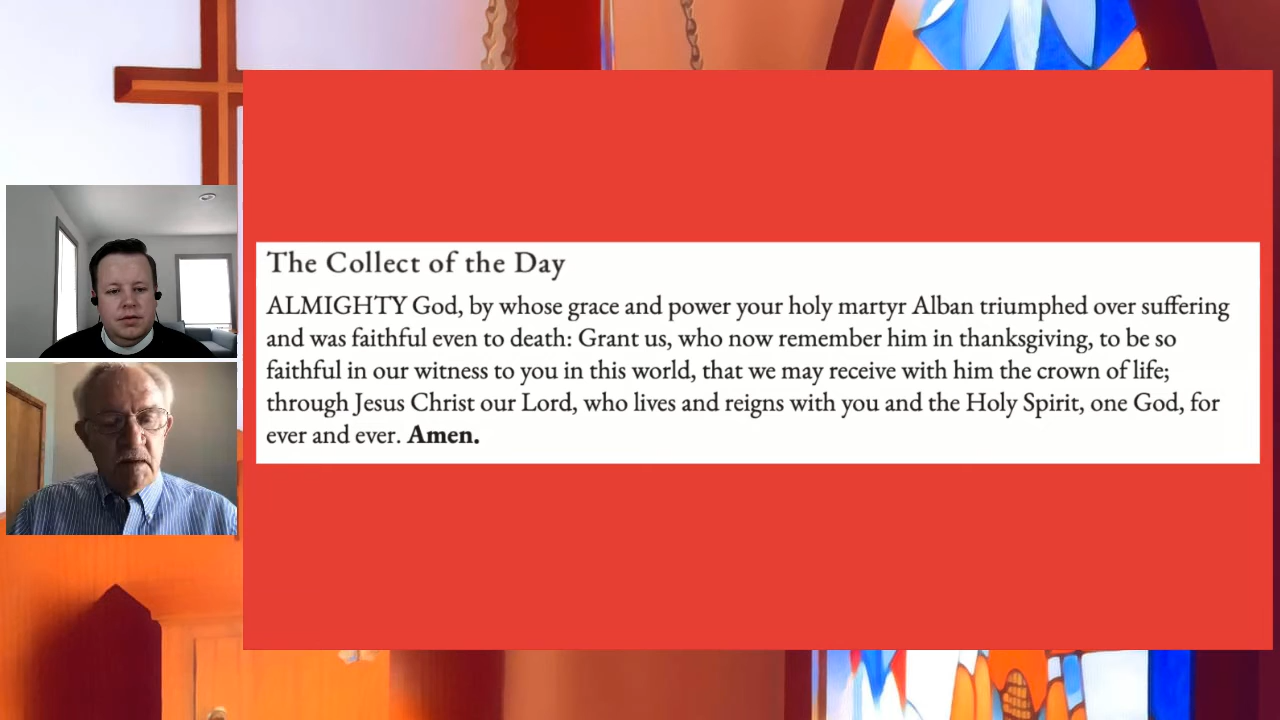 The Collect of the Day
ALMIGHTY God, by whose grace and power your holy martyr Alban triumphed over suffering
and was faithful even to death: Grant us, who now remember him in thanksgiving, to be so
faithful in our witness to you in this world, that we may receive with him the crown of life;
through Jesus Christ our Lord, who lives and reigns with you and the Holy Spirit, one God, for
ever and ever. Amen.